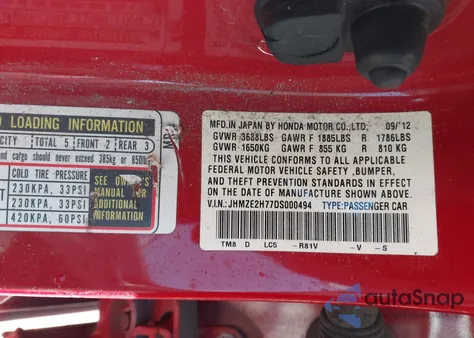 LOADING INFORMATION
CITY TOTAL 5 FRONT 2 REAR 3
and cargo should never exceed 385kg or 850lbs
COLD TIRE PRESSURE
230KPA, 33PSI
230KPA, 33PSI
420KPA, 60PSI
SEE OWNER'S
MANUAL FOR
ADDITIONAL
INFORMATION
MFD.IN JAPAN BY HONDA MOTOR CO.,LTD. 09/'12
GVWR 3638LBS GAWR F 1885LBS R 1786LBS
GVWR 1650KG GAWR F 855 KG R 810 KG
THIS VEHICLE CONFORMS TO ALL APPLICABLE
FEDERAL MOTOR VEHICLE SAFETY ,BUMPER,
AND THEFT PREVENTION STANDARDS IN EFFECT
ON THE DATE OF MANUFACTURE SHOWN ABOVE.
V.I.N.: JHMZE2H77DS000494 TYPE:PASSENGER CAR
TM8 D LC5 -R81V -V -S
autoSnap